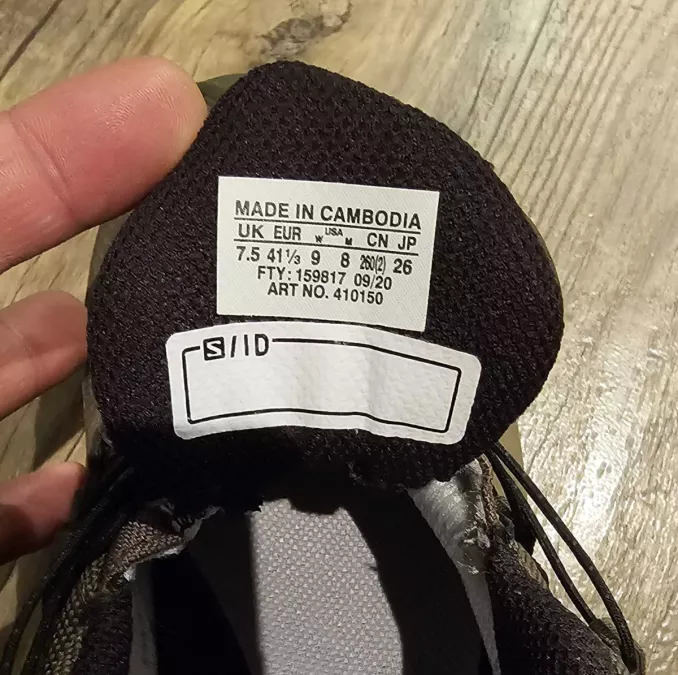 MADE IN CAMBODIA
UK EUR W USA M CN JP
7.5 41⅓ 9 8 260(2) 26
FTY: 159817 09/20
ART NO. 410150
S/ID